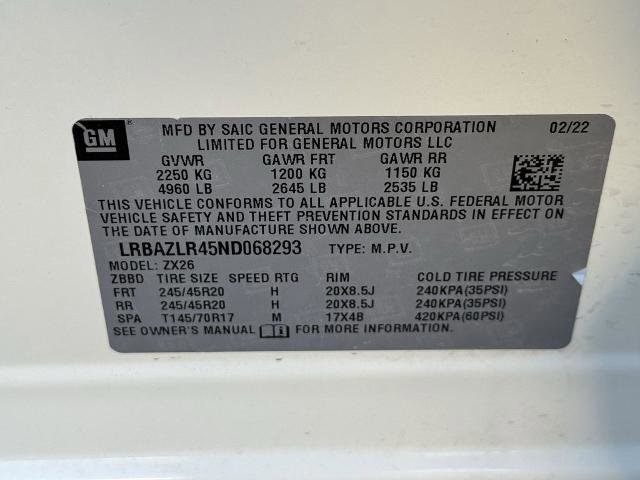 GM ® MFD BY SAIC GENERAL MOTORS CORPORATION 02/22
LIMITED FOR GENERAL MOTORS LLC
GVWR GAWR FRT GAWR RR
2250 KG 1200 KG 1150 KG
4960 LB 2645 LB 2535 LB
THIS VEHICLE CONFORMS TO ALL APPLICABLE U.S. FEDERAL MOTOR
VEHICLE SAFETY AND THEFT PREVENTION STANDARDS IN EFFECT ON
THE DATE OF MANUFACTURE SHOWN ABOVE.
LRBAZLR45ND068293 TYPE: M.P.V.
MODEL: ZX26
ZBBD TIRE SIZE SPEED RTG RIM COLD TIRE PRESSURE
FRT 245/45R20 H 20X8.5J 240KPA(35PSI)
RR 245/45R20 H 20X8.5J 240KPA(35PSI)
SPA T145/70R17 M 17X4B 420KPA(60PSI)
SEE OWNER'S MANUAL FOR MORE INFORMATION.